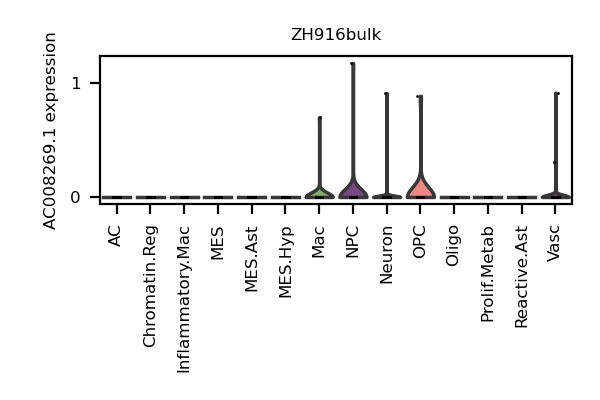 ZH916bulk
AC008269.1 expression
1
0
AC
Chromatin.Reg
Inflammatory.Mac
MES
MES.Ast
MES.Hyp
Mac
NPC
Neuron
OPC
Oligo
Prolif.Metab
Reactive.Ast
Vasc